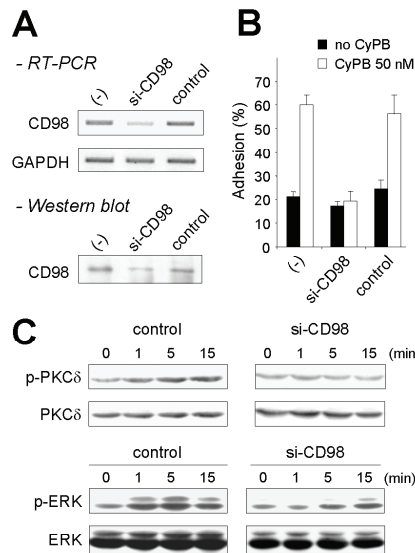 A
- RT-PCR
(-) si-CD98 control
CD98
GAPDH
- Western blot
(-) si-CD98 control
CD98
B
no CyPB
CyPB 50 nM
Adhesion (%)
70
60
50
40
30
20
10
0
(-) si-CD98 control
C
control si-CD98
0 1 5 15 0 1 5 15 (min)
p-PKCδ
PKCδ
control si-CD98
0 1 5 15 0 1 5 15 (min)
p-ERK
ERK